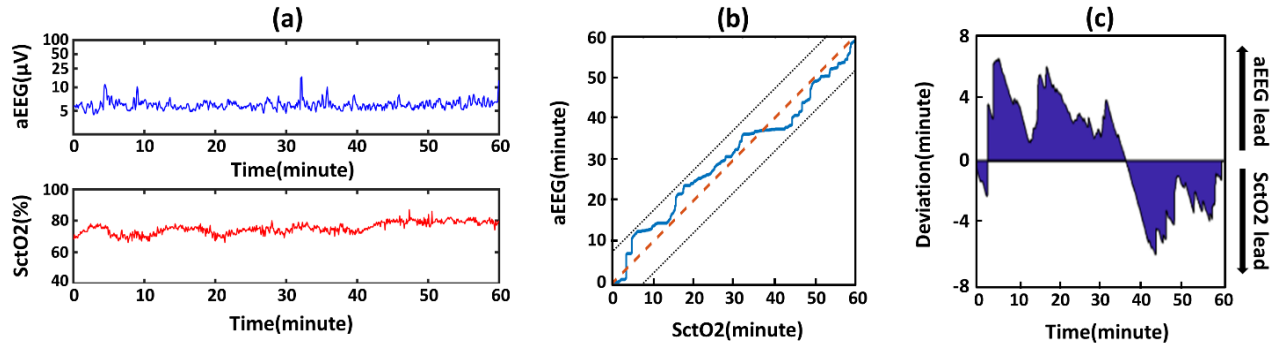 (a)
aEEG(µV)
100
50
25
10
5
0 10 20 30 40 50 60
Time(minute)
SctO2(%)
100
80
60
40
0 10 20 30 40 50 60
Time(minute)
(b)
aEEG(minute)
60
50
40
30
20
10
0
0 10 20 30 40 50 60
SctO2(minute)
(c)
Deviation(minute)
8
4
0
-4
-8
0 10 20 30 40 50 60
Time(minute)
aEEG lead
SctO2 lead